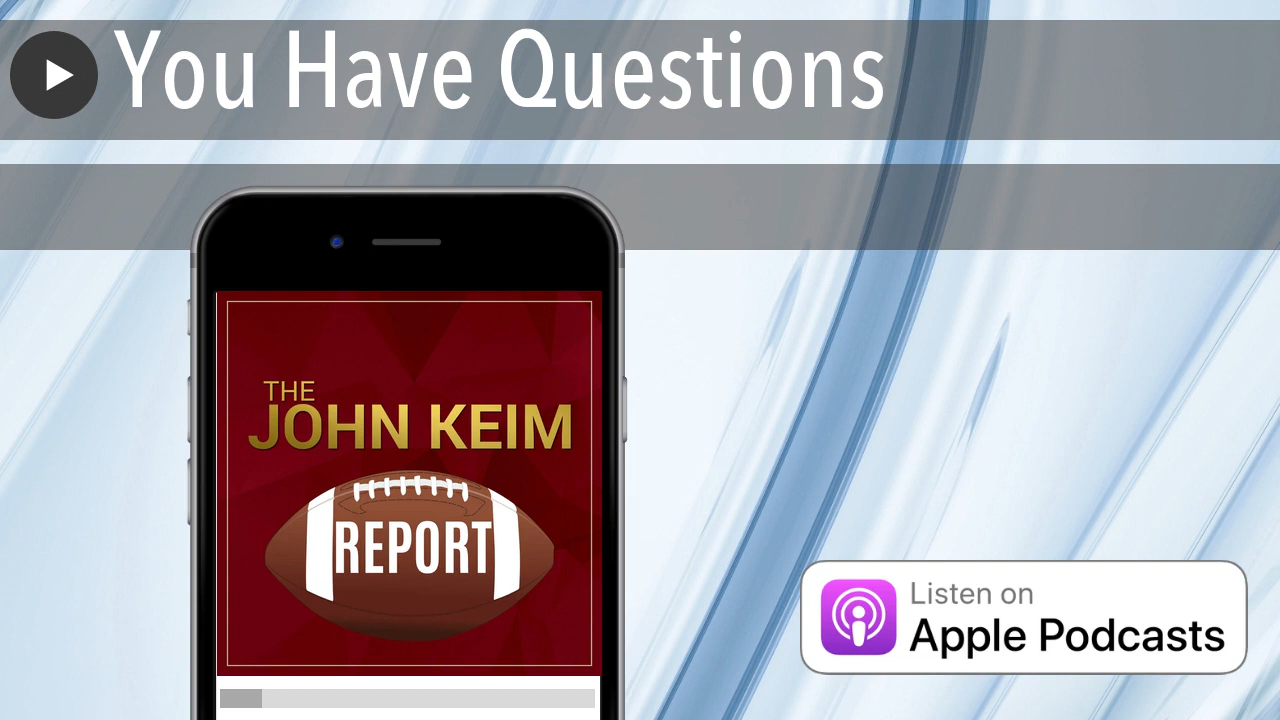 You Have Questions
THE
JOHN KEIM
REPORT
Listen on
Apple Podcasts